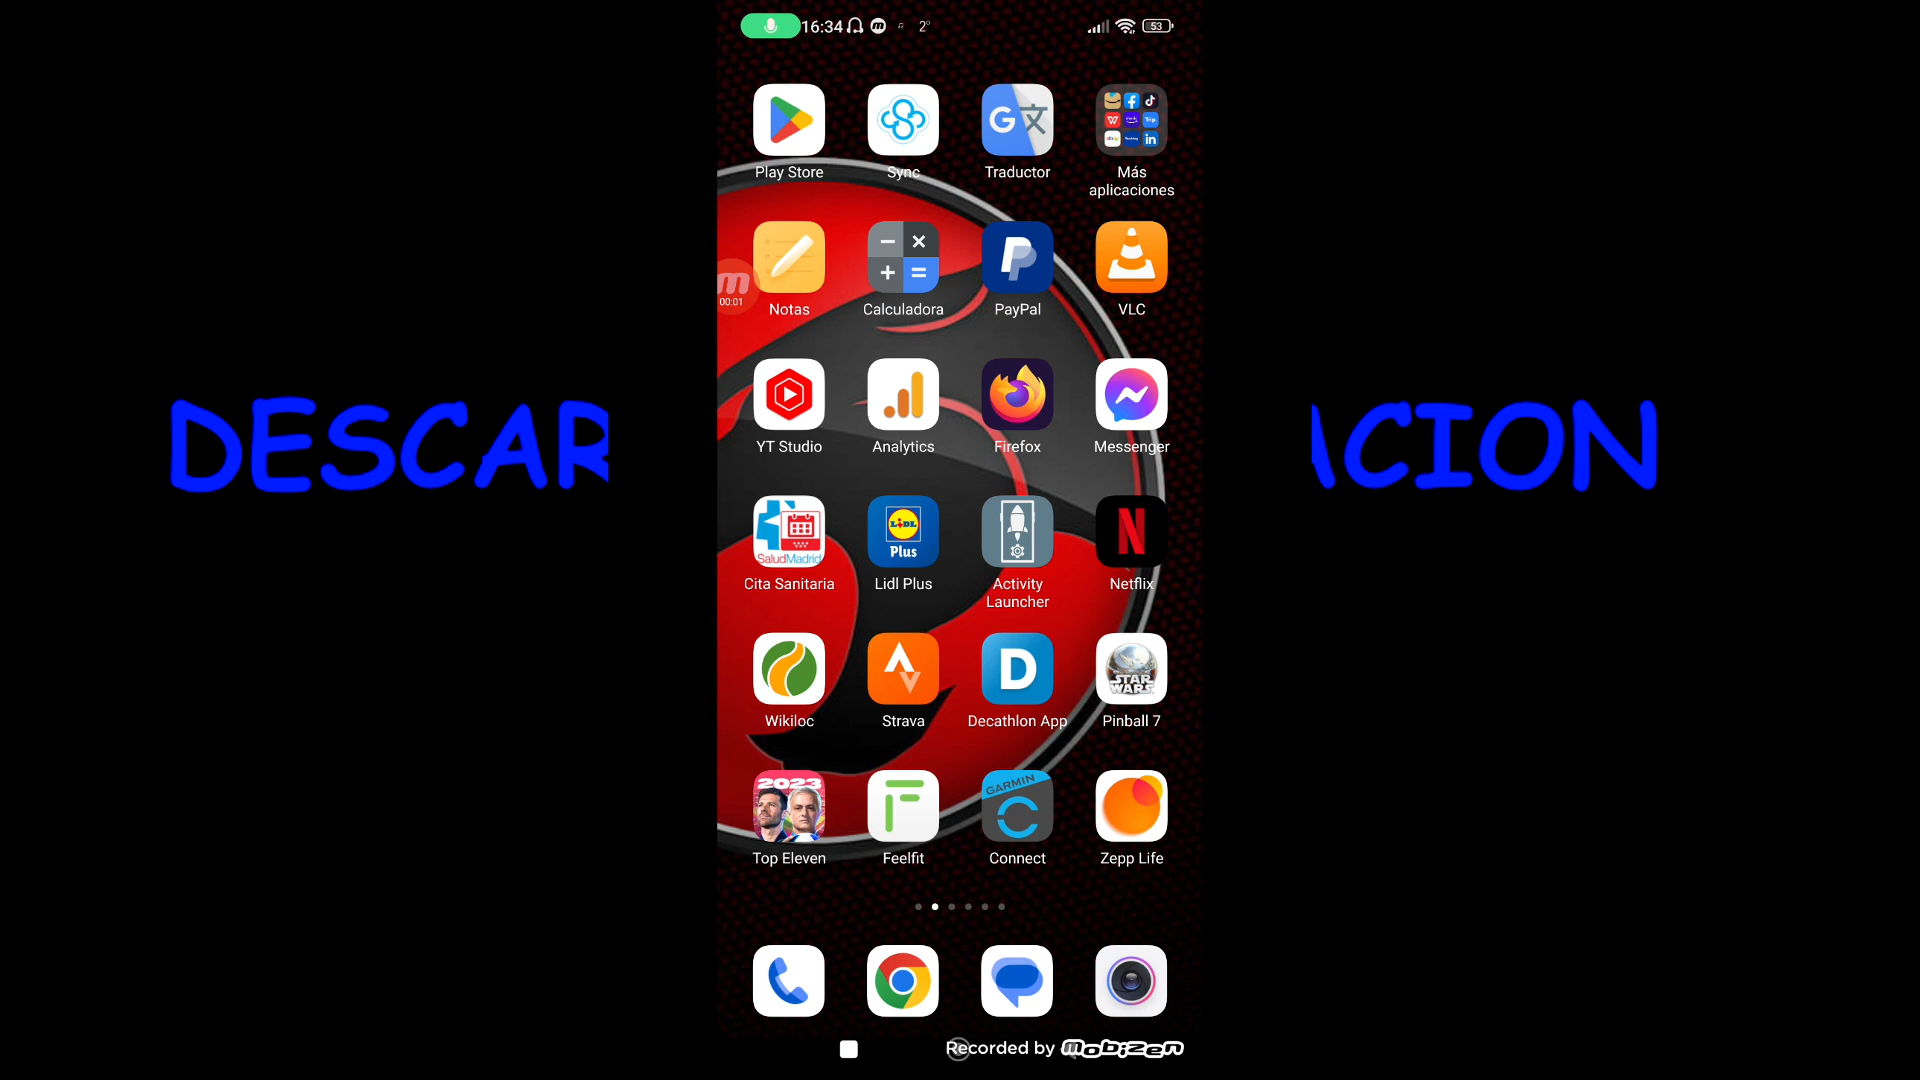 16:34 2° 53
Play Store Sync Traductor Más
aplicaciones
00:01
Notas Calculadora PayPal VLC
YT Studio Analytics Firefox Messenger
DESCAR ACION
SaludMadrid LIDL Plus
Cita Sanitaria Lidl Plus Activity
Launcher Netflix
STAR WARS
Wikiloc Strava Decathlon App Pinball 7
2023 GARMIN
Top Eleven Feelfit Connect Zepp Life
Recorded by Mobizen